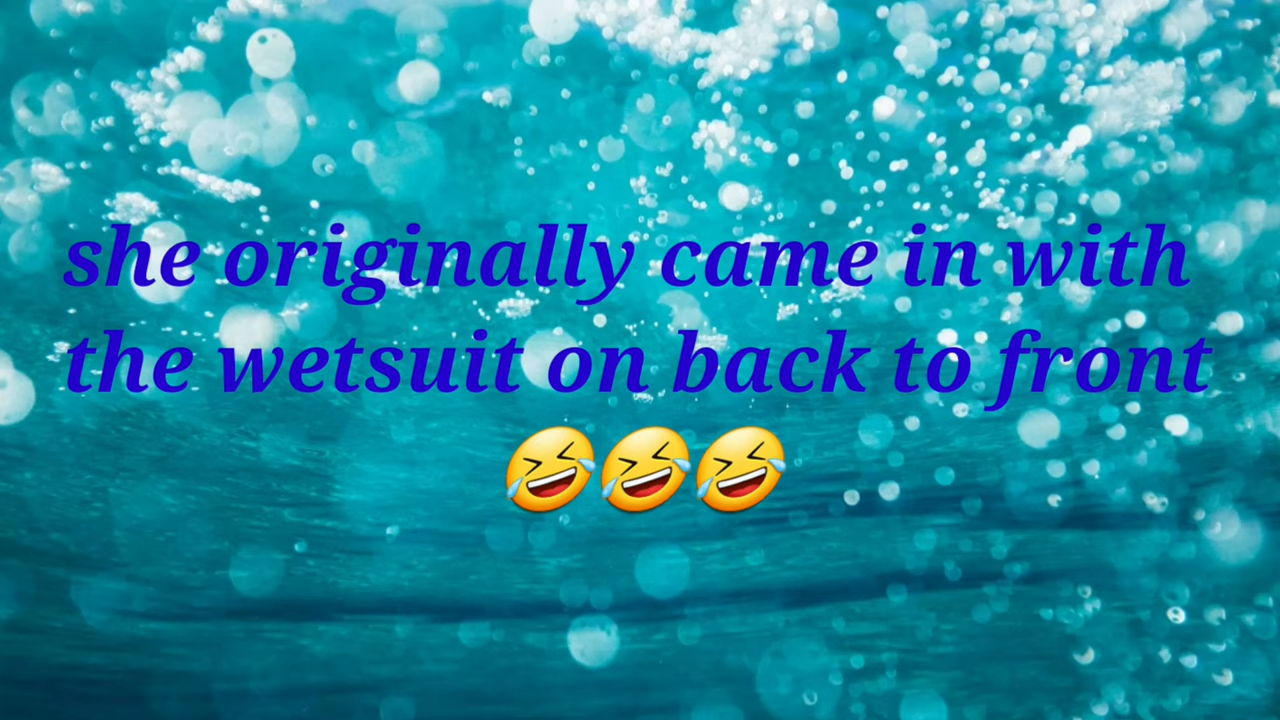 she originally came in with
the wetsuit on back to front
🤣🤣🤣